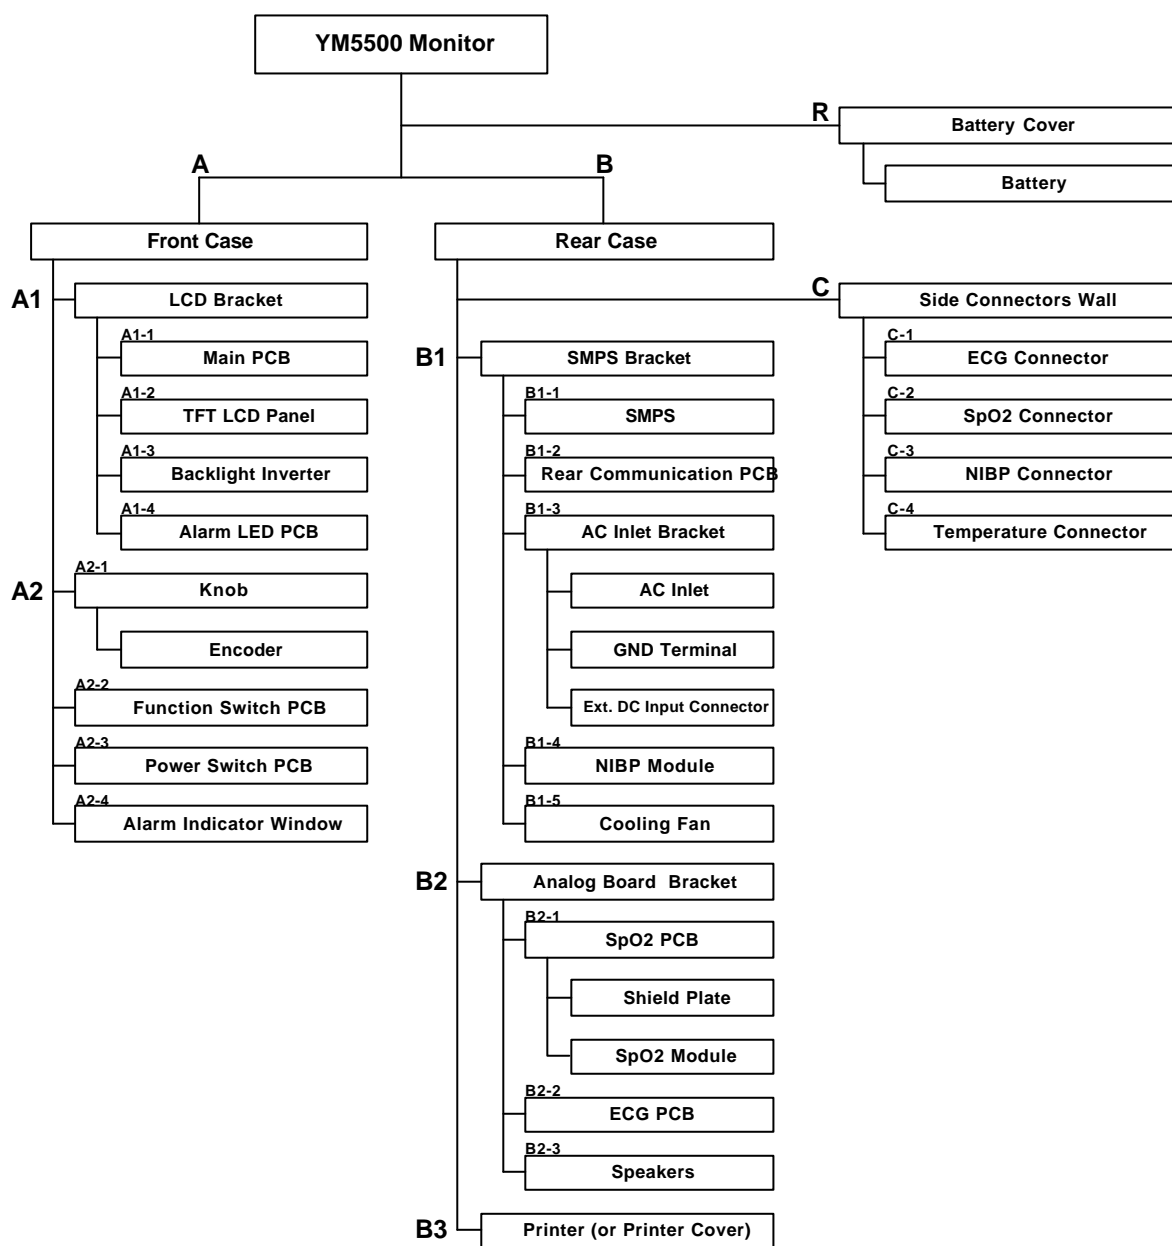 YM5500 Monitor
R
Battery Cover
Battery
A
B
Front Case
Rear Case
A1
LCD Bracket
A1-1
Main PCB
A1-2
TFT LCD Panel
A1-3
Backlight Inverter
A1-4
Alarm LED PCB
A2
A2-1
Knob
Encoder
A2-2
Function Switch PCB
A2-3
Power Switch PCB
A2-4
Alarm Indicator Window
B1
SMPS Bracket
B1-1
SMPS
B1-2
Rear Communication PCB
B1-3
AC Inlet Bracket
AC Inlet
GND Terminal
Ext. DC Input Connector
B1-4
NIBP Module
B1-5
Cooling Fan
B2
Analog Board Bracket
B2-1
SpO2 PCB
Shield Plate
SpO2 Module
B2-2
ECG PCB
B2-3
Speakers
B3
Printer (or Printer Cover)
C
Side Connectors Wall
C-1
ECG Connector
C-2
SpO2 Connector
C-3
NIBP Connector
C-4
Temperature Connector